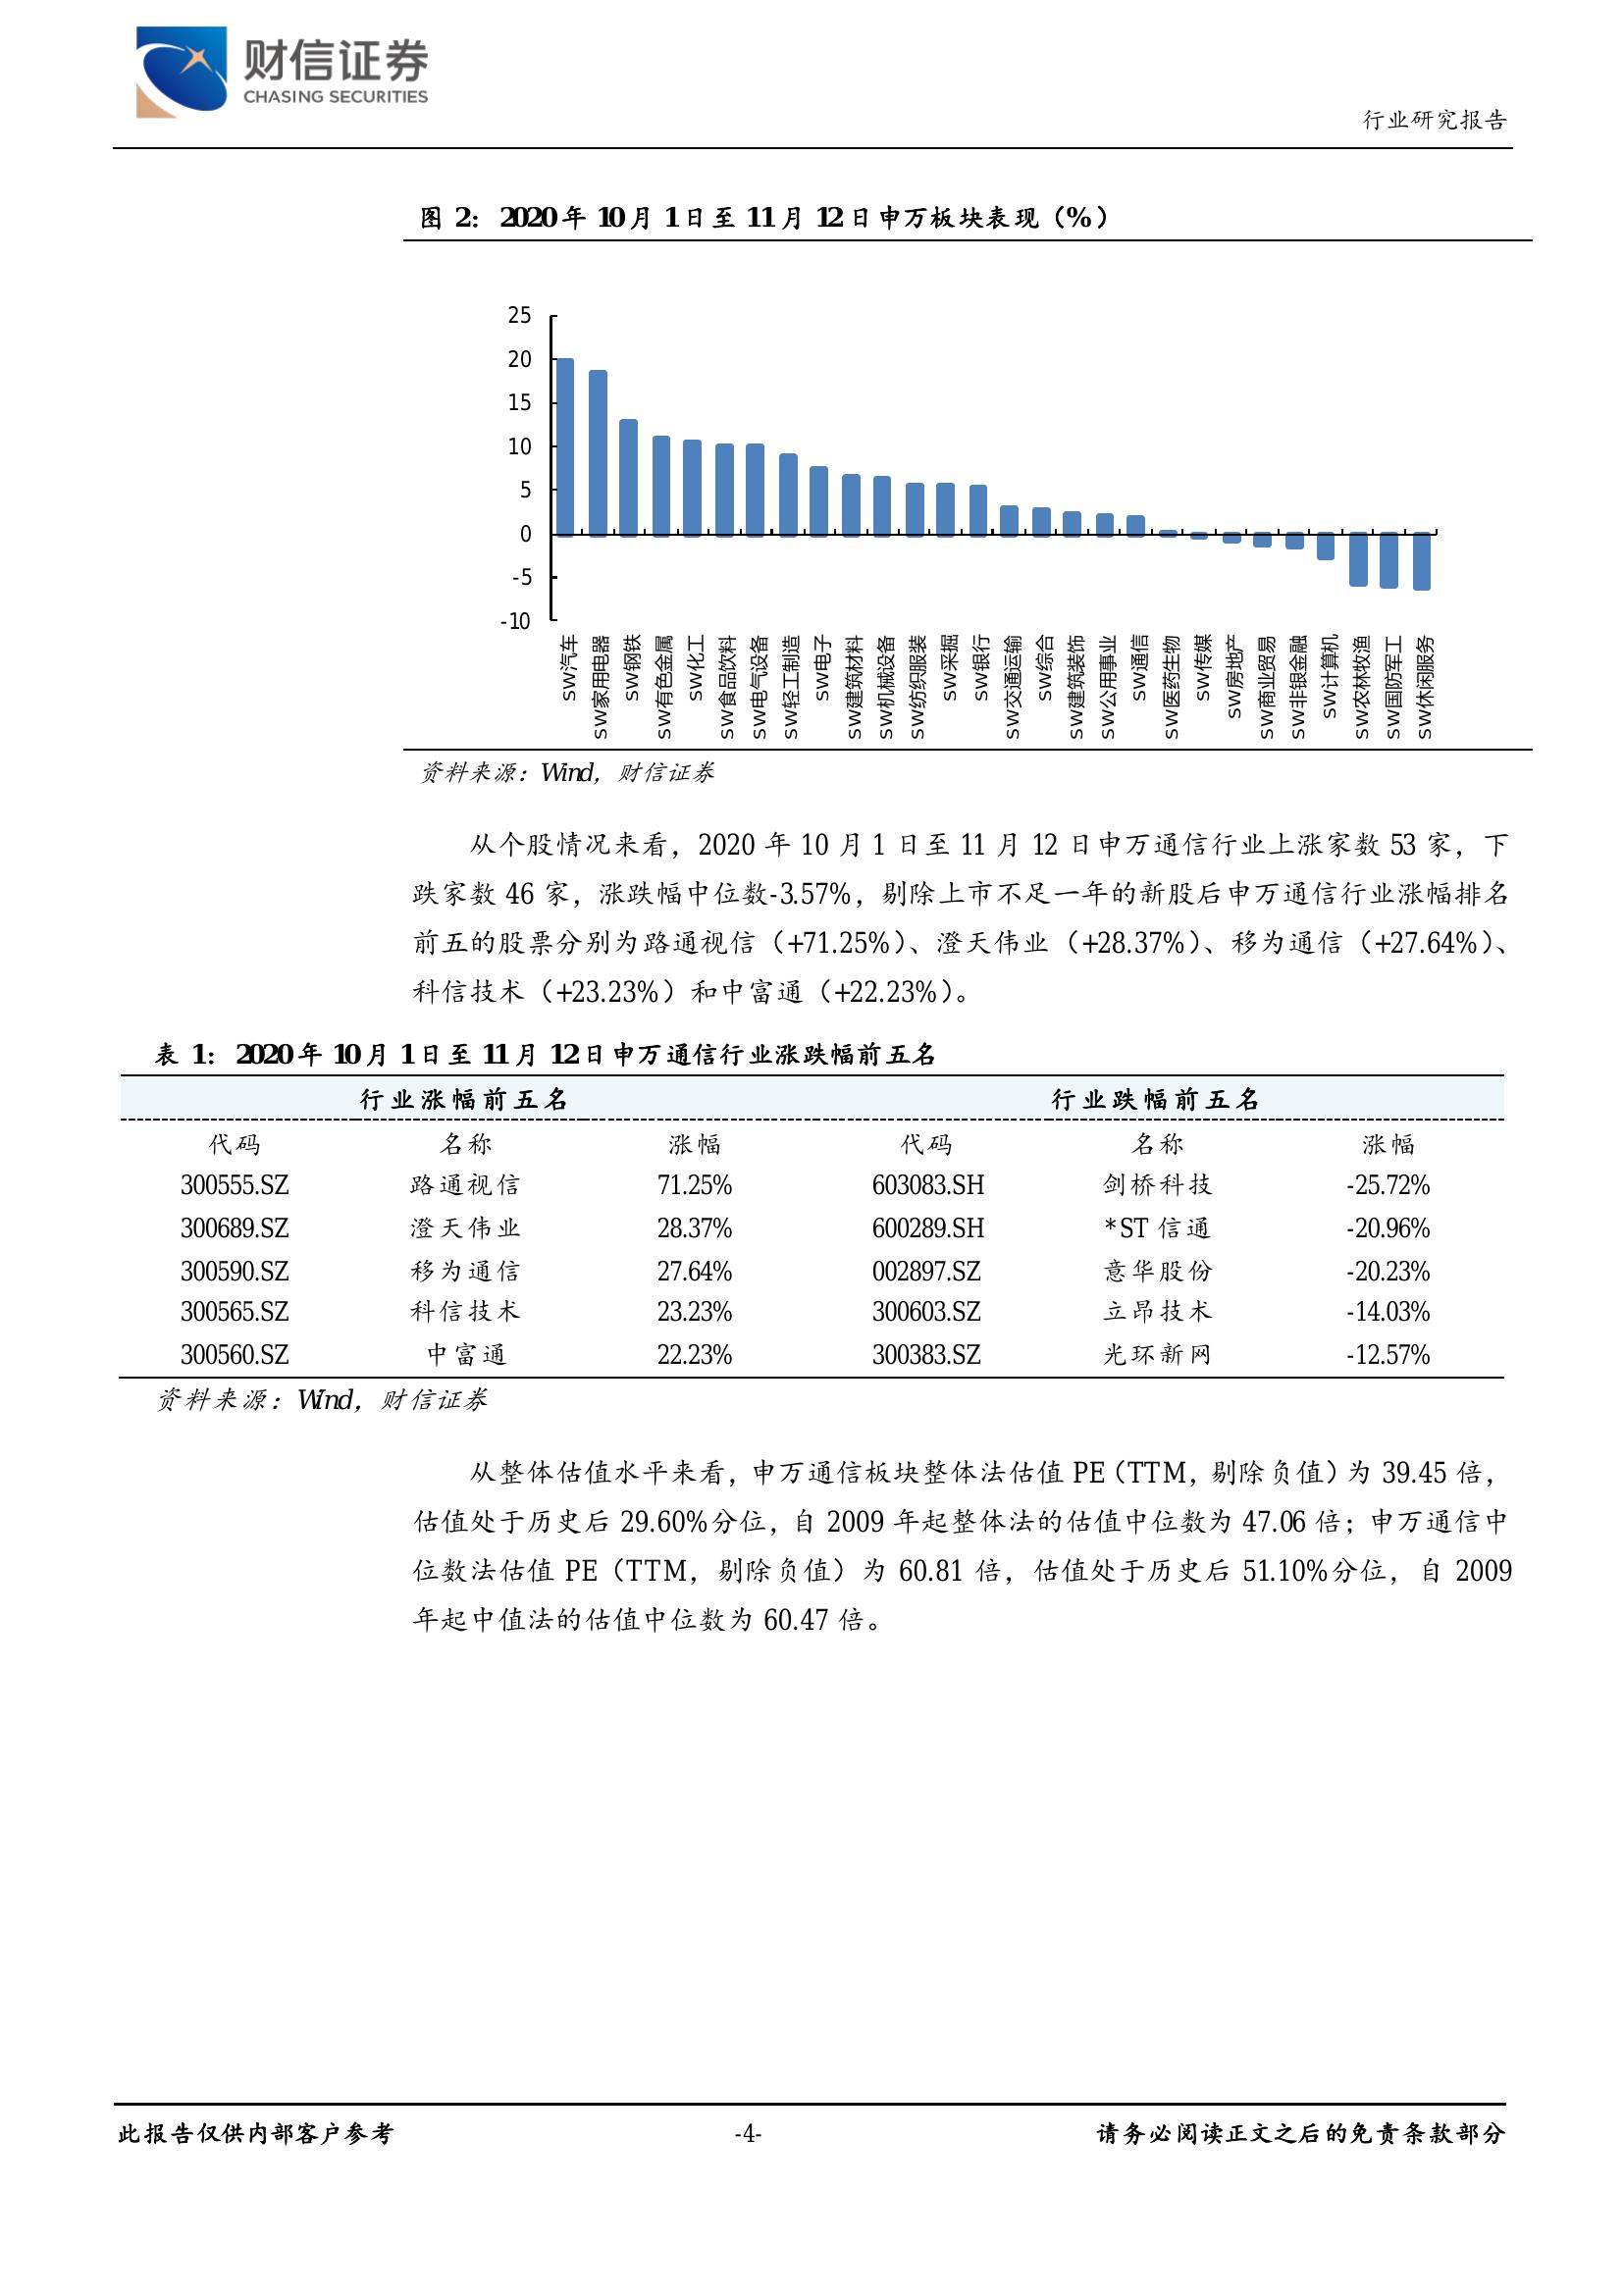 财信证券
CHASING SECURITIES
行业研究报告
图 2：2020 年 10 月 1 日至 11 月 12 日申万板块表现（%）
25
20
15
10
5
0
-5
-10
SW汽车
SW家用电器
SW钢铁
SW有色金属
SW化工
SW食品饮料
SW电气设备
SW轻工制造
SW电子
SW建筑材料
SW机械设备
SW纺织服装
SW采掘
SW银行
SW交通运输
SW综合
SW建筑装饰
SW公用事业
SW通信
SW医药生物
SW传媒
SW房地产
SW商业贸易
SW非银金融
SW计算机
SW农林牧渔
SW国防军工
SW休闲服务
资料来源：Wind，财信证券
从个股情况来看，2020 年 10 月 1 日至 11 月 12 日申万通信行业上涨家数 53 家，下
跌家数 46 家，涨跌幅中位数-3.57%，剔除上市不足一年的新股后申万通信行业涨幅排名
前五的股票分别为路通视信（+71.25%）、澄天伟业（+28.37%）、移为通信（+27.64%）、
科信技术（+23.23%）和中富通（+22.23%）。
表 1：2020 年 10 月 1 日至 11 月 12 日申万通信行业涨跌幅前五名
行业涨幅前五名 行业跌幅前五名
代码 名称 涨幅 代码 名称 涨幅
300555.SZ 路通视信 71.25% 603083.SH 剑桥科技 -25.72%
300689.SZ 澄天伟业 28.37% 600289.SH *ST 信通 -20.96%
300590.SZ 移为通信 27.64% 002897.SZ 意华股份 -20.23%
300565.SZ 科信技术 23.23% 300603.SZ 立昂技术 -14.03%
300560.SZ 中富通 22.23% 300383.SZ 光环新网 -12.57%
资料来源：Wind，财信证券
从整体估值水平来看，申万通信板块整体法估值 PE（TTM，剔除负值）为 39.45 倍，
估值处于历史后 29.60%分位，自 2009 年起整体法的估值中位数为 47.06 倍；申万通信中
位数法估值 PE（TTM，剔除负值）为 60.81 倍，估值处于历史后 51.10%分位，自 2009
年起中值法的估值中位数为 60.47 倍。
此报告仅供内部客户参考 -4- 请务必阅读正文之后的免责条款部分